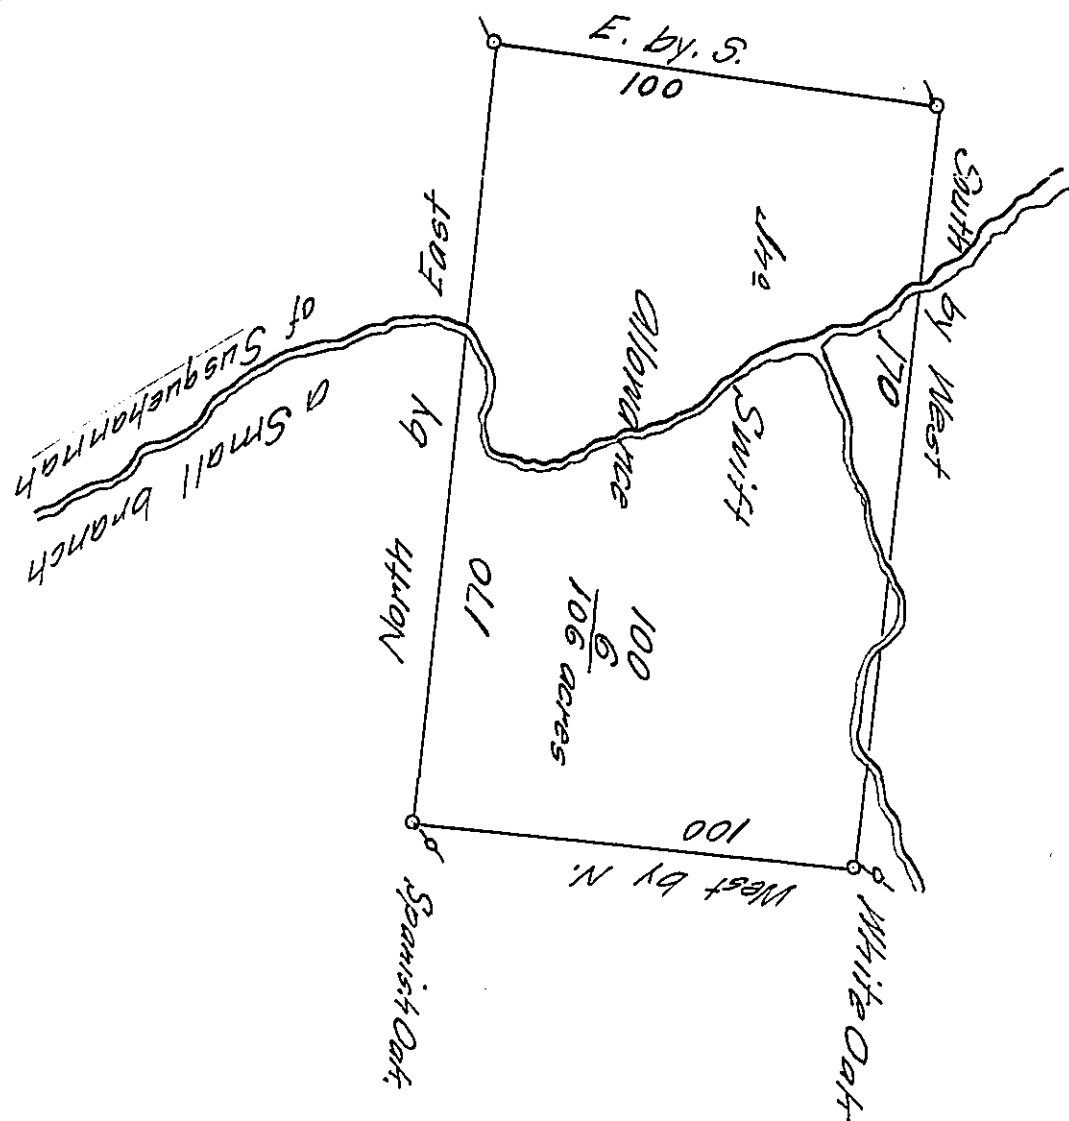 E. by. S.
100
South by West
170
Jno Swift
allowance
100
6
106 acres
North by East
170
a Small branch
of Susquehannah
100
West by N.
Spanish Oak.
White Oak